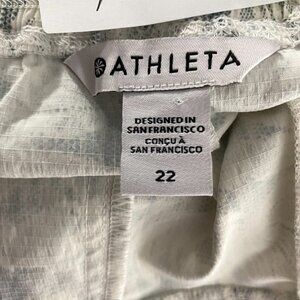 ATHLETA
DESIGNED IN
SAN FRANCISCO
CONÇU À
SAN FRANCISCO
22